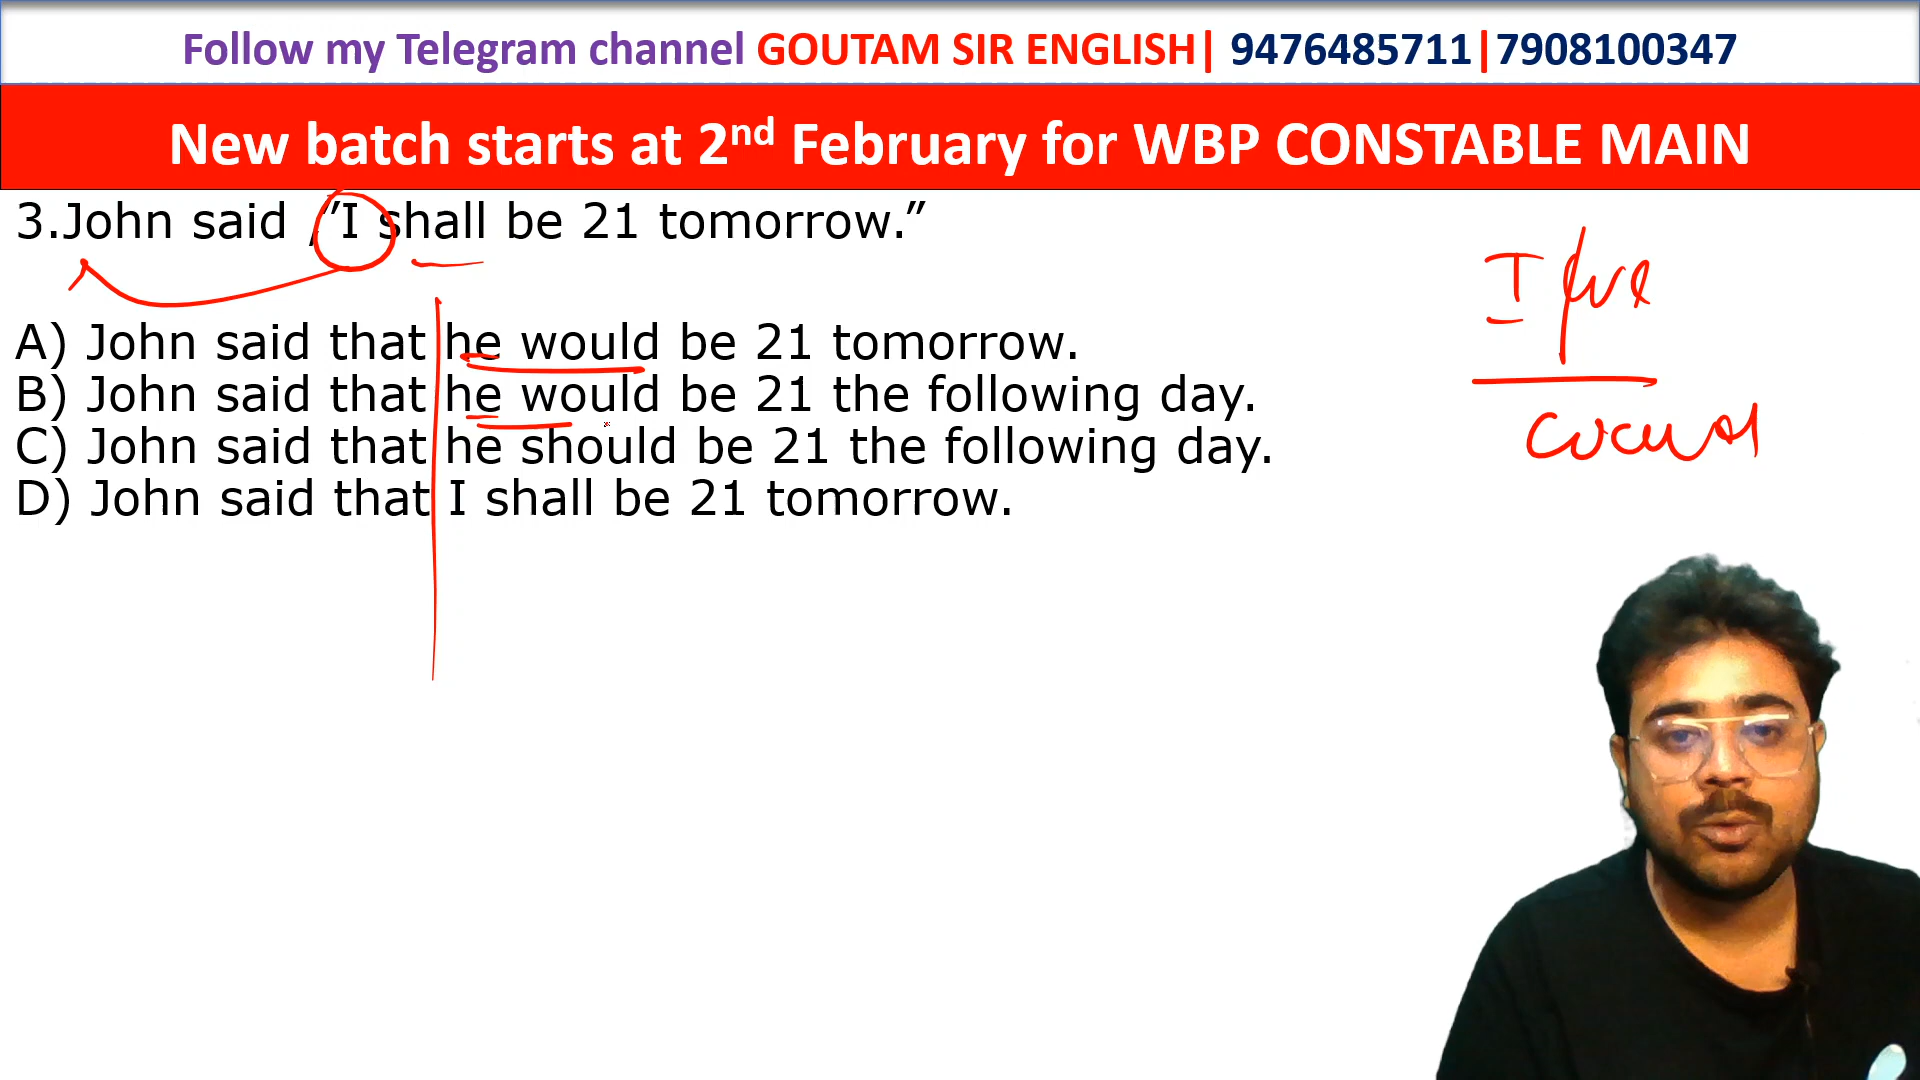 Follow my Telegram channel GOUTAM SIR ENGLISH| 9476485711|7908100347
New batch starts at 2nd February for WBP CONSTABLE MAIN
3.John said ,”I shall be 21 tomorrow.”
A) John said that he would be 21 tomorrow.
B) John said that he would be 21 the following day.
C) John said that he should be 21 the following day.
D) John said that I shall be 21 tomorrow.
I / we